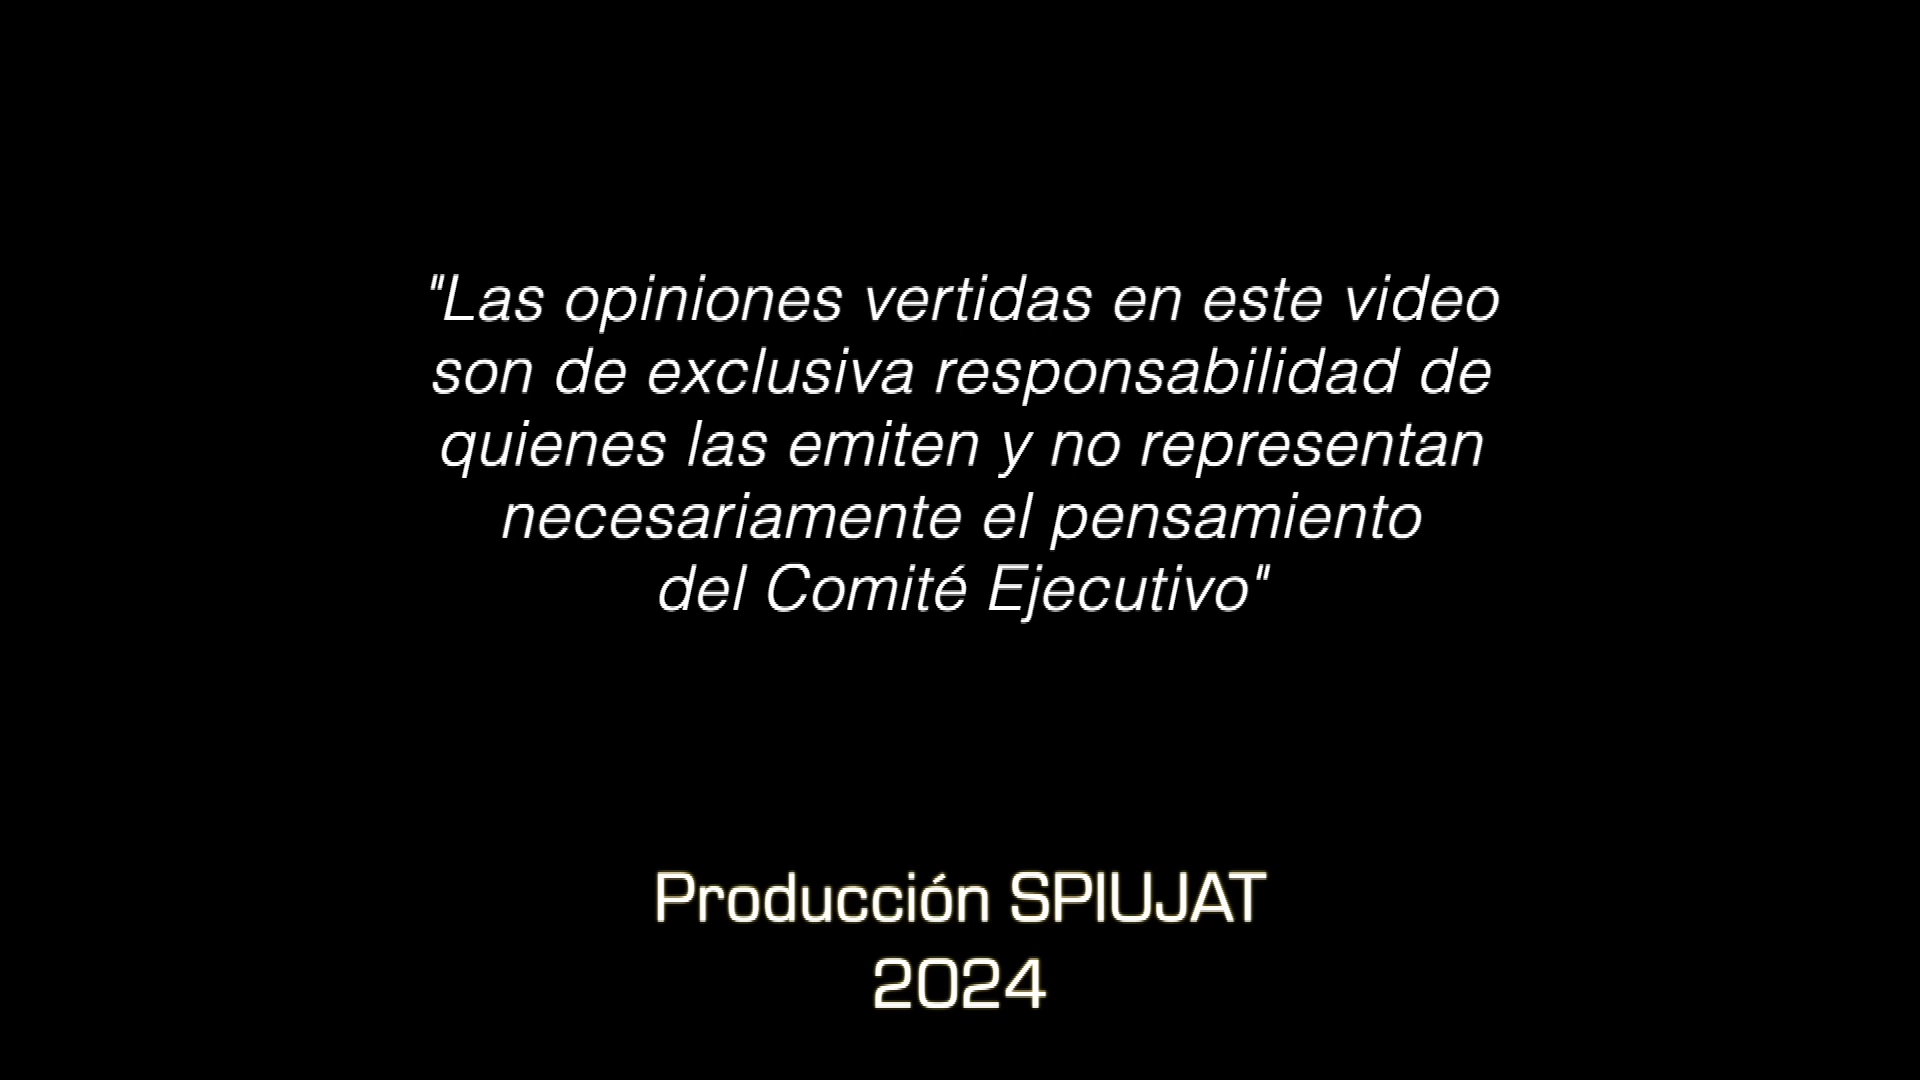 "Las opiniones vertidas en este video
son de exclusiva responsabilidad de
quienes las emiten y no representan
necesariamente el pensamiento
del Comité Ejecutivo"
Producción SPIUJAT
2024